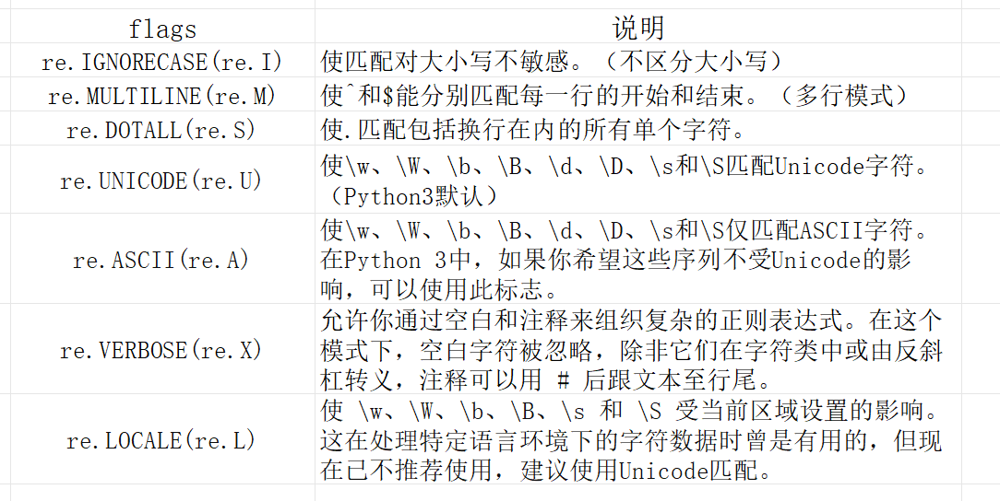 flags 说明
re.IGNORECASE(re.I) 使匹配对大小写不敏感。（不区分大小写）
re.MULTILINE(re.M) 使^和$能分别匹配每一行的开始和结束。（多行模式）
re.DOTALL(re.S) 使.匹配包括换行在内的所有单个字符。
re.UNICODE(re.U) 使\w、\W、\b、\B、\d、\D、\s和\S匹配Unicode字符。
（Python3默认）
re.ASCII(re.A) 使\w、\W、\b、\B、\d、\D、\s和\S仅匹配ASCII字符。
在Python 3中，如果你希望这些序列不受Unicode的影
响，可以使用此标志。
re.VERBOSE(re.X) 允许你通过空白和注释来组织复杂的正则表达式。在这个
模式下，空白字符被忽略，除非它们在字符类中或由反斜
杠转义，注释可以用 # 后跟文本至行尾。
re.LOCALE(re.L) 使 \w、\W、\b、\B、\s 和 \S 受当前区域设置的影响。
这在处理特定语言环境下的字符数据时曾是有用的，但现
在已不推荐使用，建议使用Unicode匹配。